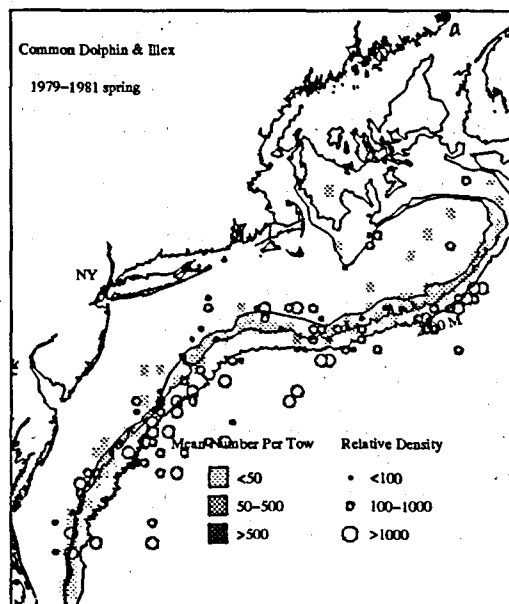 Common Dolphin & Illex
1979–1981 spring
NY
Mean Number Per Tow
<50
50–500
>500
Relative Density
<100
100–1000
>1000